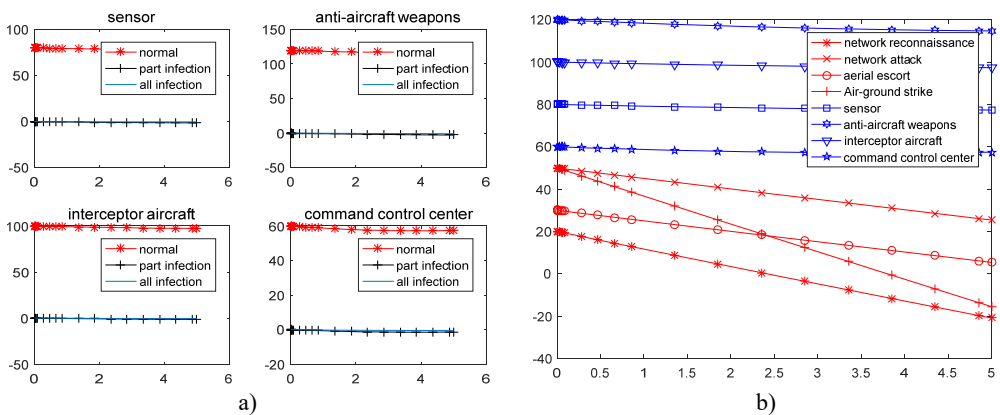 sensor
100
50
0
-50
0 2 4 6
normal
part infection
all infection
anti-aircraft weapons
150
100
50
0
-50
0 2 4 6
normal
part infection
all infection
interceptor aircraft
100
50
0
-50
0 2 4 6
normal
part infection
all infection
command control center
60
40
20
0
-20
0 2 4 6
normal
part infection
all infection
a)
120
100
80
60
40
20
0
-20
-40
0 0.5 1 1.5 2 2.5 3 3.5 4 4.5 5
network reconnaissance
network attack
aerial escort
Air-ground strike
sensor
anti-aircraft weapons
interceptor aircraft
command control center
b)